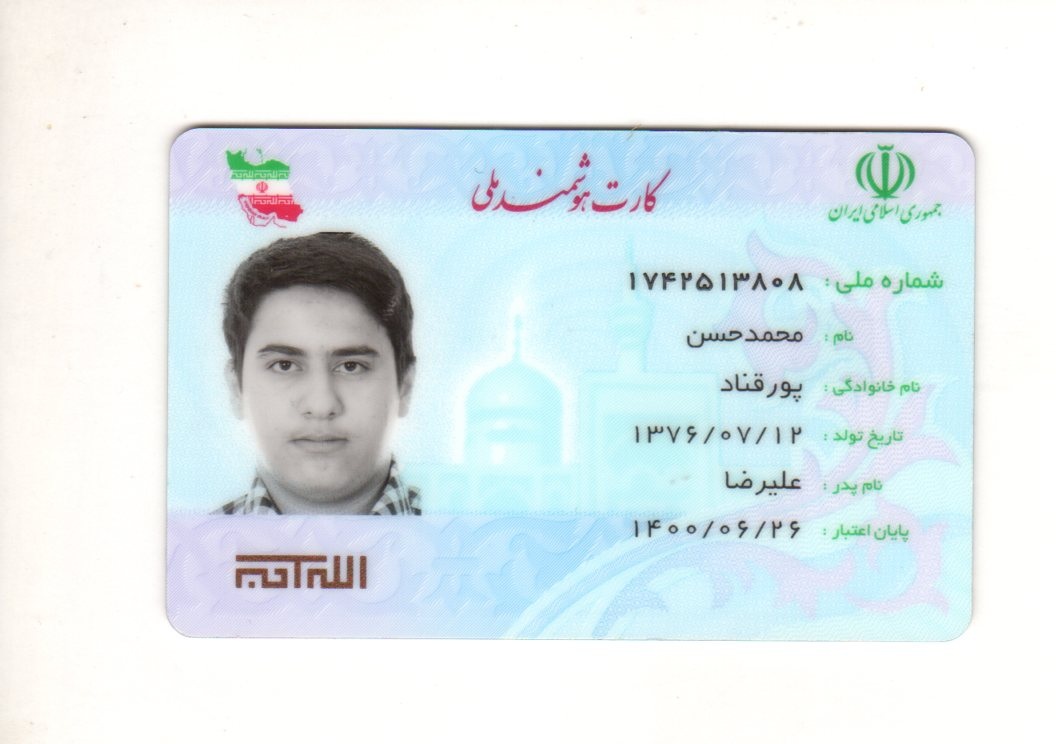 جمهوری اسلامی ایران
کارت هوشمند ملی
شماره ملی : ۱۷۴۲۵۱۳۸۰۸
نام : محمدحسن
نام خانوادگی : پورقناد
تاریخ تولد : ۱۳۷۶/۰۷/۱۲
نام پدر : علیرضا
پایان اعتبار : ۱۴۰۰/۰۶/۲۶
الله اکبر